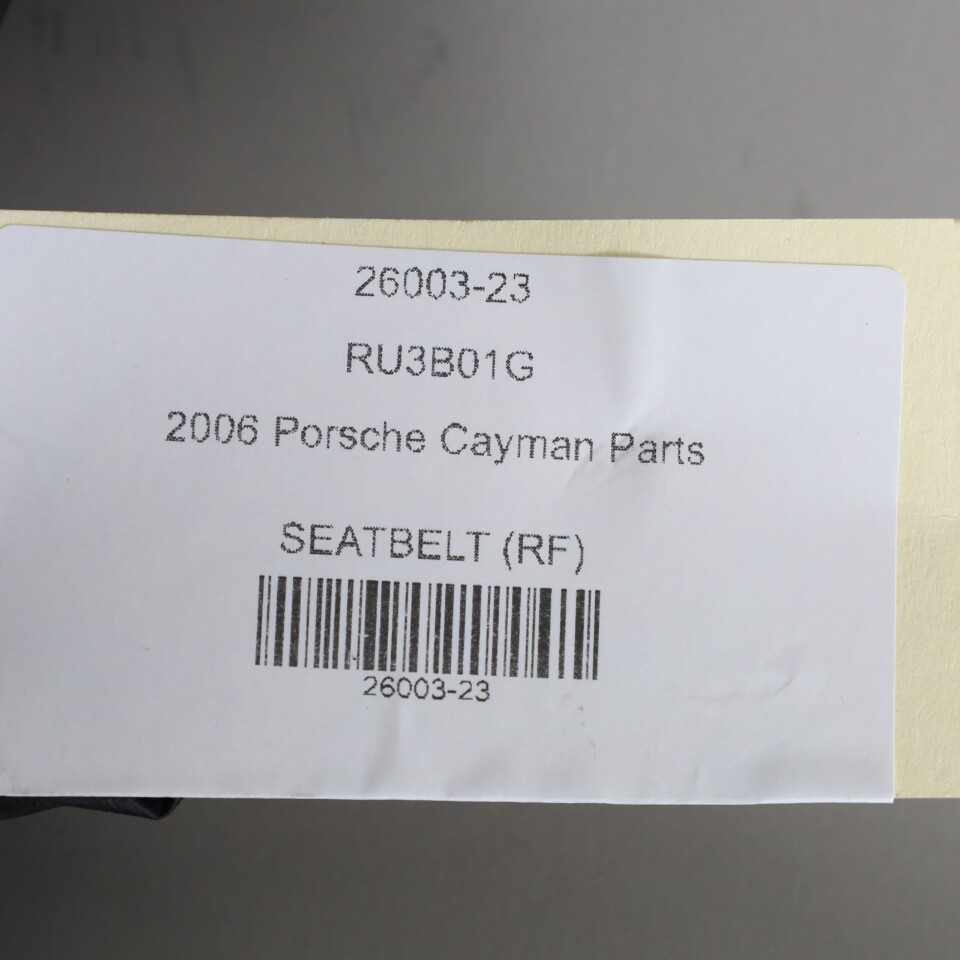 26003-23
RU3B01G
2006 Porsche Cayman Parts
SEATBELT (RF)
26003-23